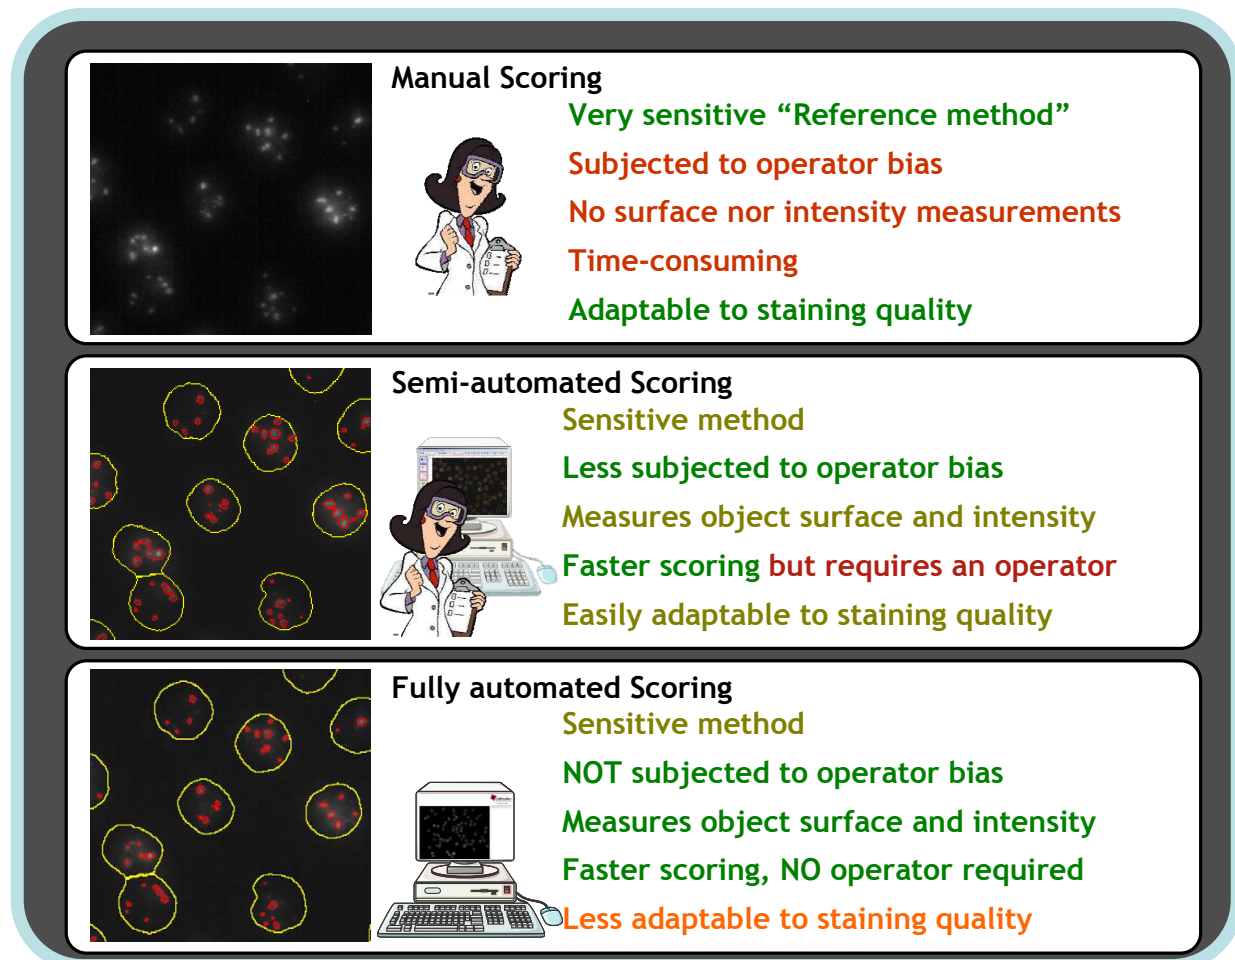 Manual Scoring
Very sensitive “Reference method”
Subjected to operator bias
No surface nor intensity measurements
Time-consuming
Adaptable to staining quality
Semi-automated Scoring
Sensitive method
Less subjected to operator bias
Measures object surface and intensity
Faster scoring but requires an operator
Easily adaptable to staining quality
Fully automated Scoring
Sensitive method
NOT subjected to operator bias
Measures object surface and intensity
Faster scoring, NO operator required
Less adaptable to staining quality